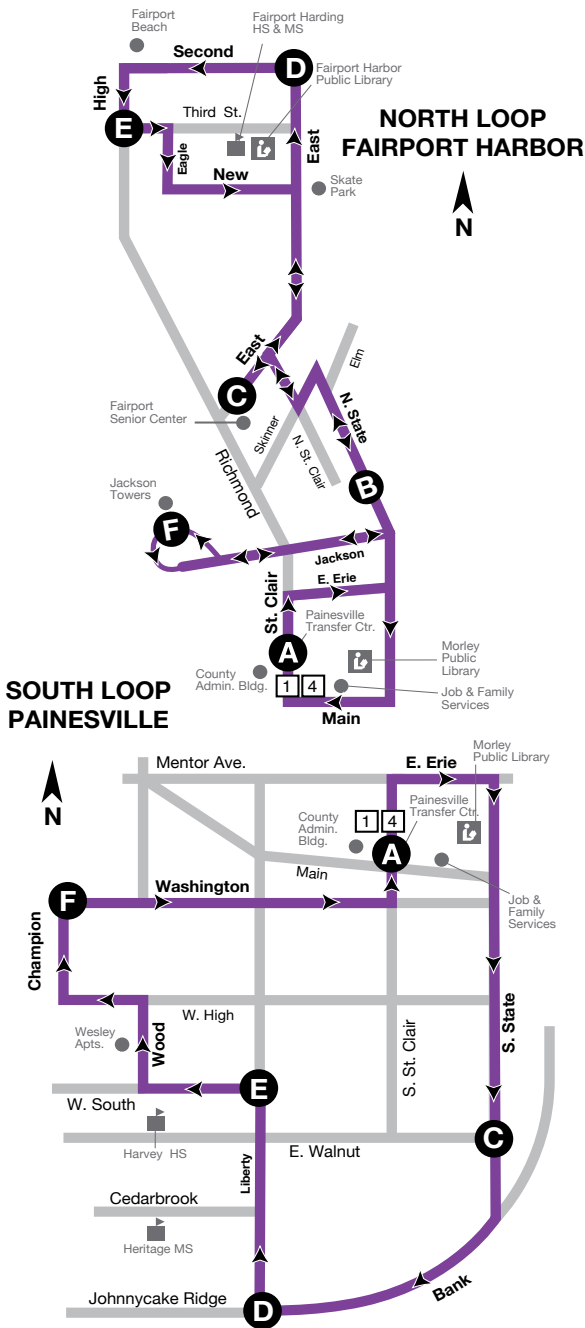 Fairport
Beach
Fairport Harding
HS & MS
Second
D
Fairport Harbor
Public Library
High
E
Third St.
East
NORTH LOOP
FAIRPORT HARBOR
Eagle
New
Skate
Park
N
East
Elm
C
Fairport
Senior Center
Skinner
N. St. Clair
N. State
Richmond
B
Jackson
Towers
F
Jackson
E. Erie
St. Clair
Painesville
Transfer Ctr.
A
County
Admin. Bldg.
1 4
Morley
Public
Library
Job & Family
Services
Main
SOUTH LOOP
PAINESVILLE
N
Mentor Ave.
E. Erie
Morley
Public Library
1 4
Painesville
Transfer Ctr.
County
Admin.
Bldg.
A
Main
Job &
Family
Services
F
Washington
Champion
W. High
Wood
Wesley
Apts.
S. St. Clair
S. State
E
W. South
C
Harvey HS
E. Walnut
Liberty
Cedarbrook
Heritage MS
Bank
Johnnycake Ridge
D